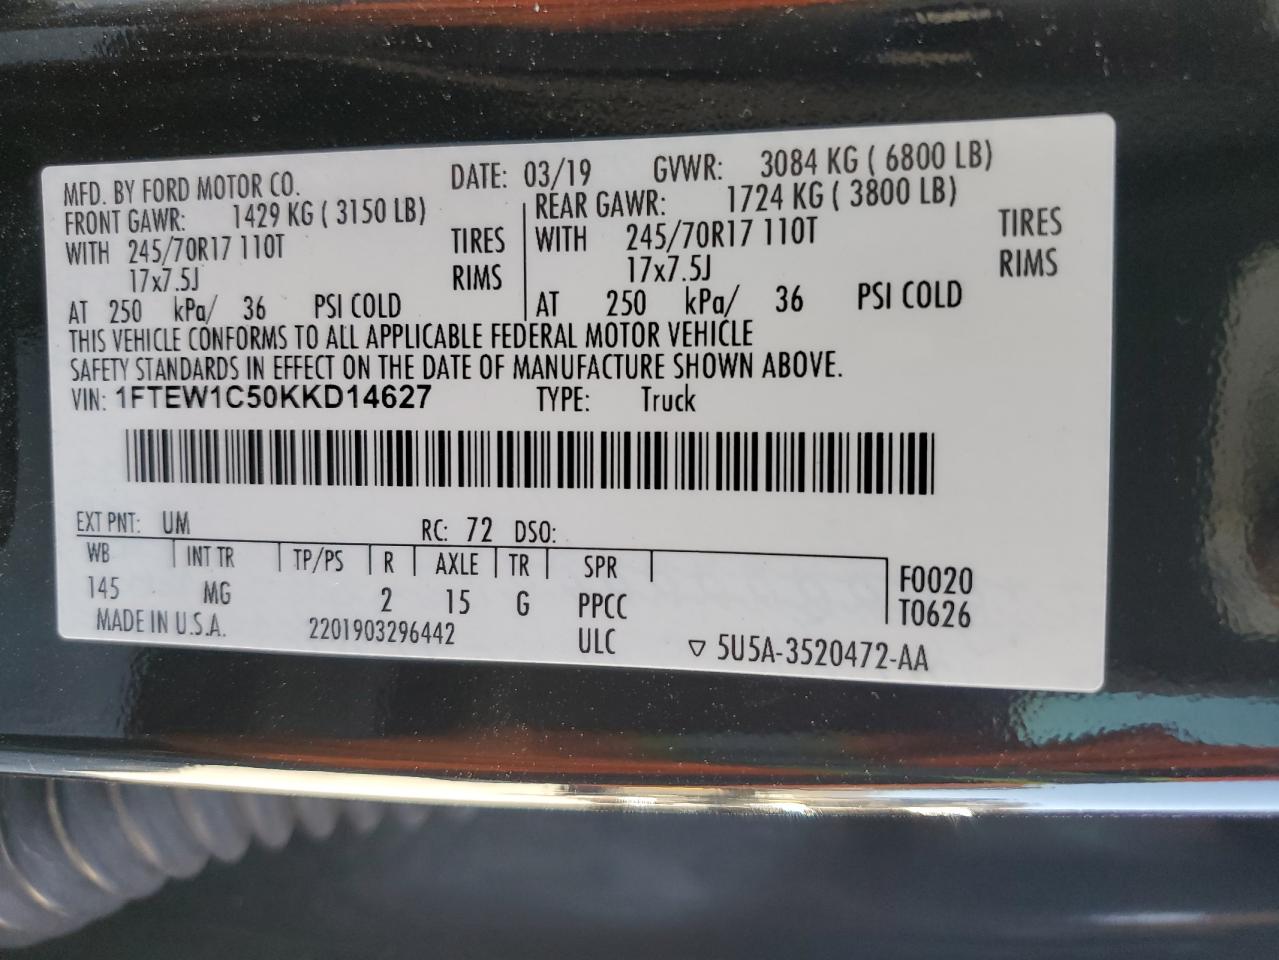 MFD. BY FORD MOTOR CO. DATE: 03/19 GVWR: 3084 KG ( 6800 LB)
FRONT GAWR: 1429 KG ( 3150 LB) REAR GAWR: 1724 KG ( 3800 LB)
WITH 245/70R17 110T TIRES WITH 245/70R17 110T TIRES
17x7.5J RIMS 17x7.5J RIMS
AT 250 kPa/ 36 PSI COLD AT 250 kPa/ 36 PSI COLD
THIS VEHICLE CONFORMS TO ALL APPLICABLE FEDERAL MOTOR VEHICLE
SAFETY STANDARDS IN EFFECT ON THE DATE OF MANUFACTURE SHOWN ABOVE.
VIN: 1FTEW1C50KKD14627 TYPE: Truck
EXT PNT: UM RC: 72 DSO:
WB INT TR TP/PS R AXLE TR SPR
145 MG 2 15 G PPCC
F0020
T0626
MADE IN U.S.A. 2201903296442 ULC ▽ 5U5A-3520472-AA